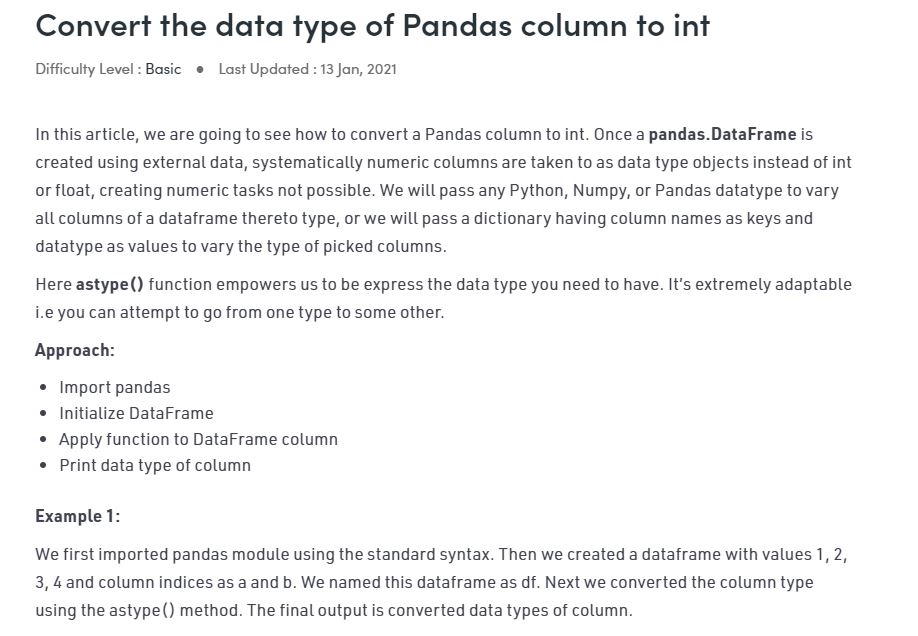 Convert the data type of Pandas column to int
Difficulty Level : Basic ● Last Updated : 13 Jan, 2021
In this article, we are going to see how to convert a Pandas column to int. Once a pandas.DataFrame is
created using external data, systematically numeric columns are taken to as data type objects instead of int
or float, creating numeric tasks not possible. We will pass any Python, Numpy, or Pandas datatype to vary
all columns of a dataframe thereto type, or we will pass a dictionary having column names as keys and
datatype as values to vary the type of picked columns.
Here astype() function empowers us to be express the data type you need to have. It's extremely adaptable
i.e you can attempt to go from one type to some other.
Approach:
• Import pandas
• Initialize DataFrame
• Apply function to DataFrame column
• Print data type of column
Example 1:
We first imported pandas module using the standard syntax. Then we created a dataframe with values 1, 2,
3, 4 and column indices as a and b. We named this dataframe as df. Next we converted the column type
using the astype() method. The final output is converted data types of column.